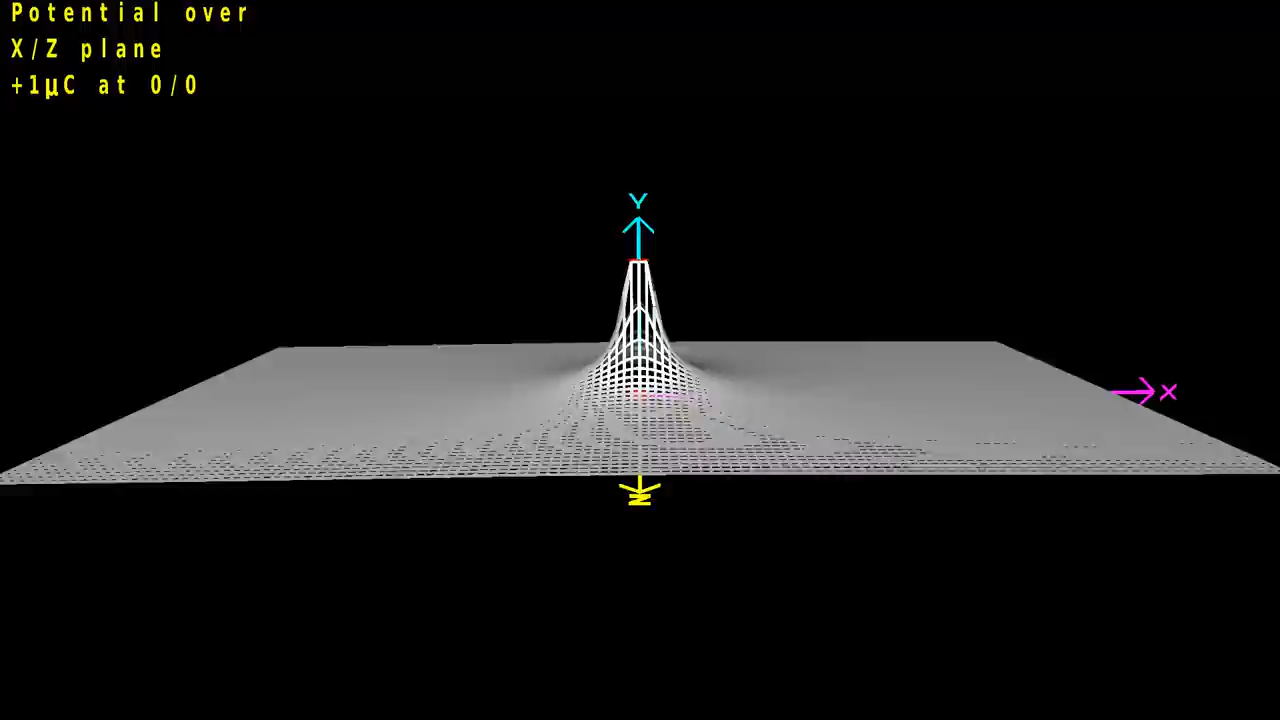 Potential over
X/Z plane
+1µC at 0/0
Y
X
Z